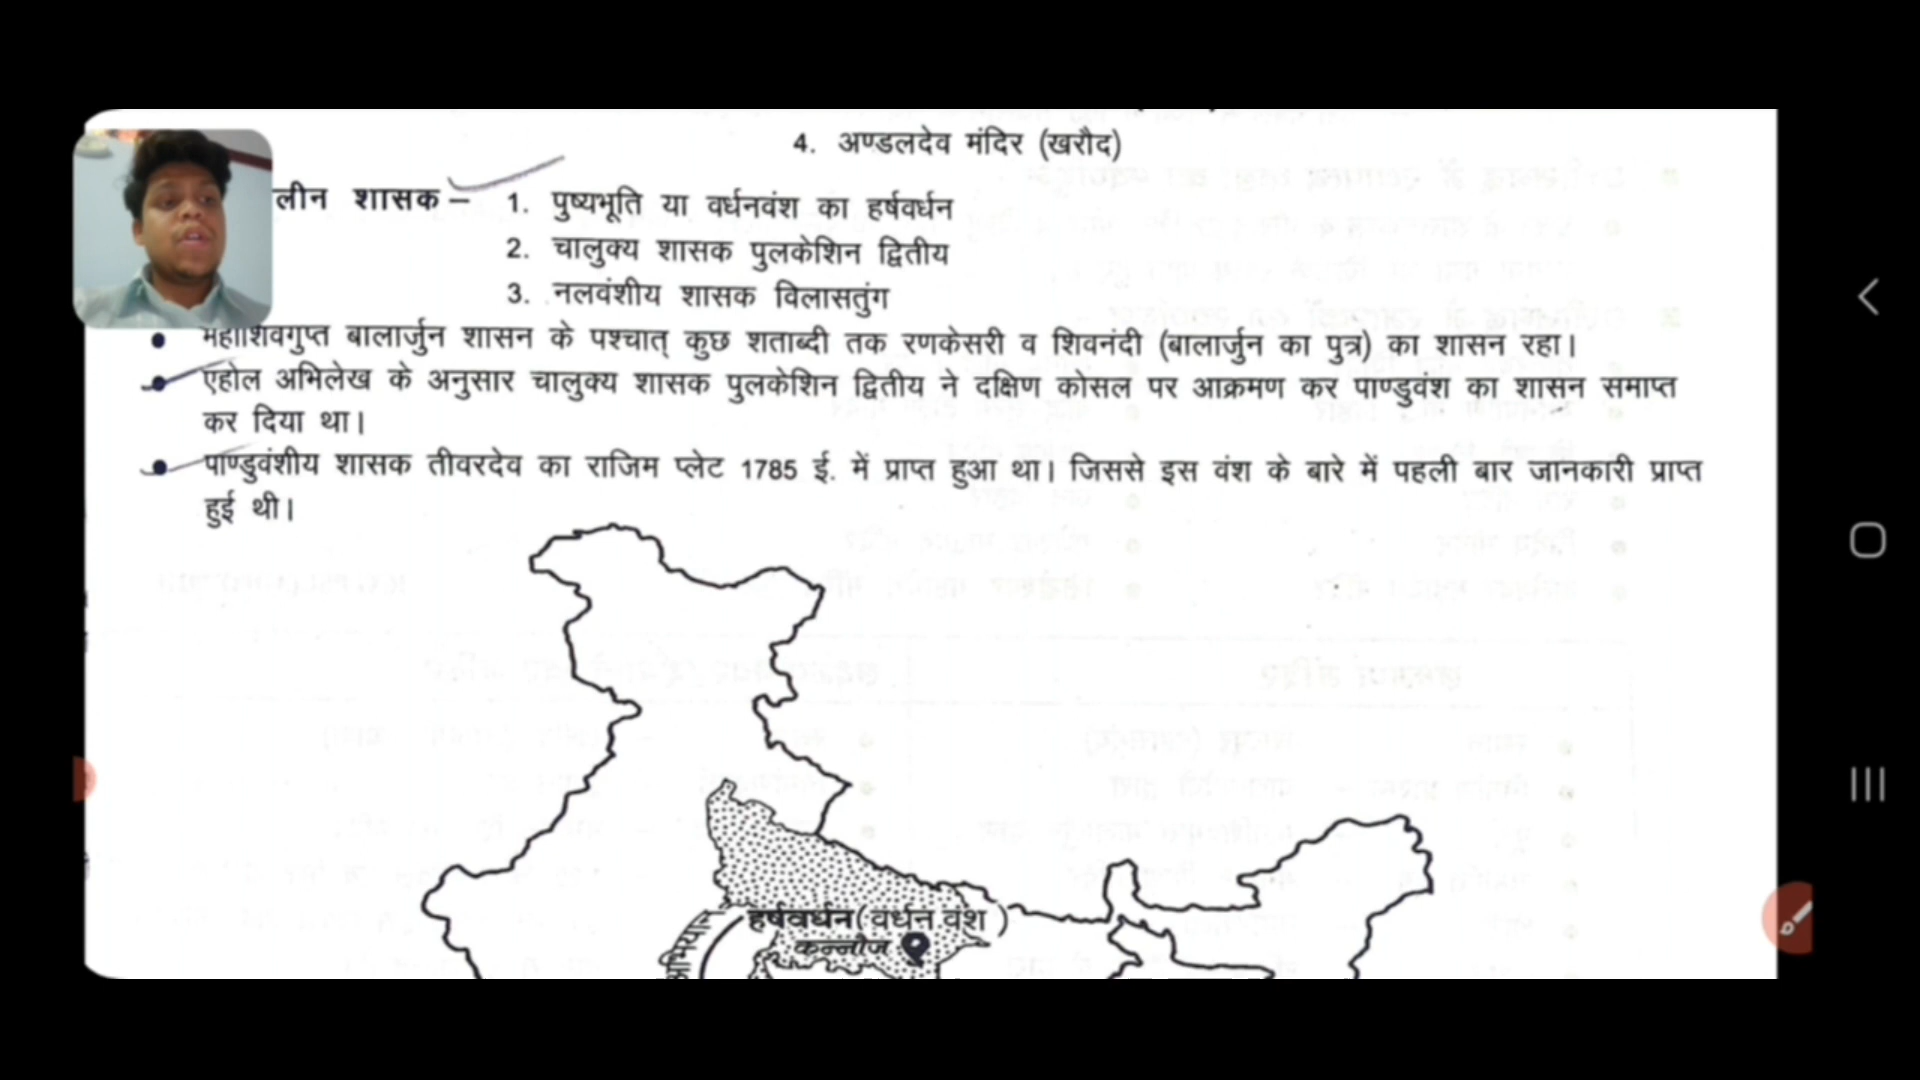 4. अण्डलदेव मंदिर (खरौद)
लीन शासक – 1. पुष्यभूति या वर्धनवंश का हर्षवर्धन
2. चालुक्य शासक पुलकेशिन द्वितीय
3. नलवंशीय शासक विलासतुंग
● महाशिवगुप्त बालार्जुन शासन के पश्चात् कुछ शताब्दी तक रणकेसरी व शिवनंदी (बालार्जुन का पुत्र) का शासन रहा।
● एहोल अभिलेख के अनुसार चालुक्य शासक पुलकेशिन द्वितीय ने दक्षिण कोसल पर आक्रमण कर पाण्डुवंश का शासन समाप्त
कर दिया था।
● पाण्डुवंशीय शासक तीवरदेव का राजिम प्लेट 1785 ई. में प्राप्त हुआ था। जिससे इस वंश के बारे में पहली बार जानकारी प्राप्त
हुई थी।
हर्षवर्धन (वर्धन वंश)
कन्नौज